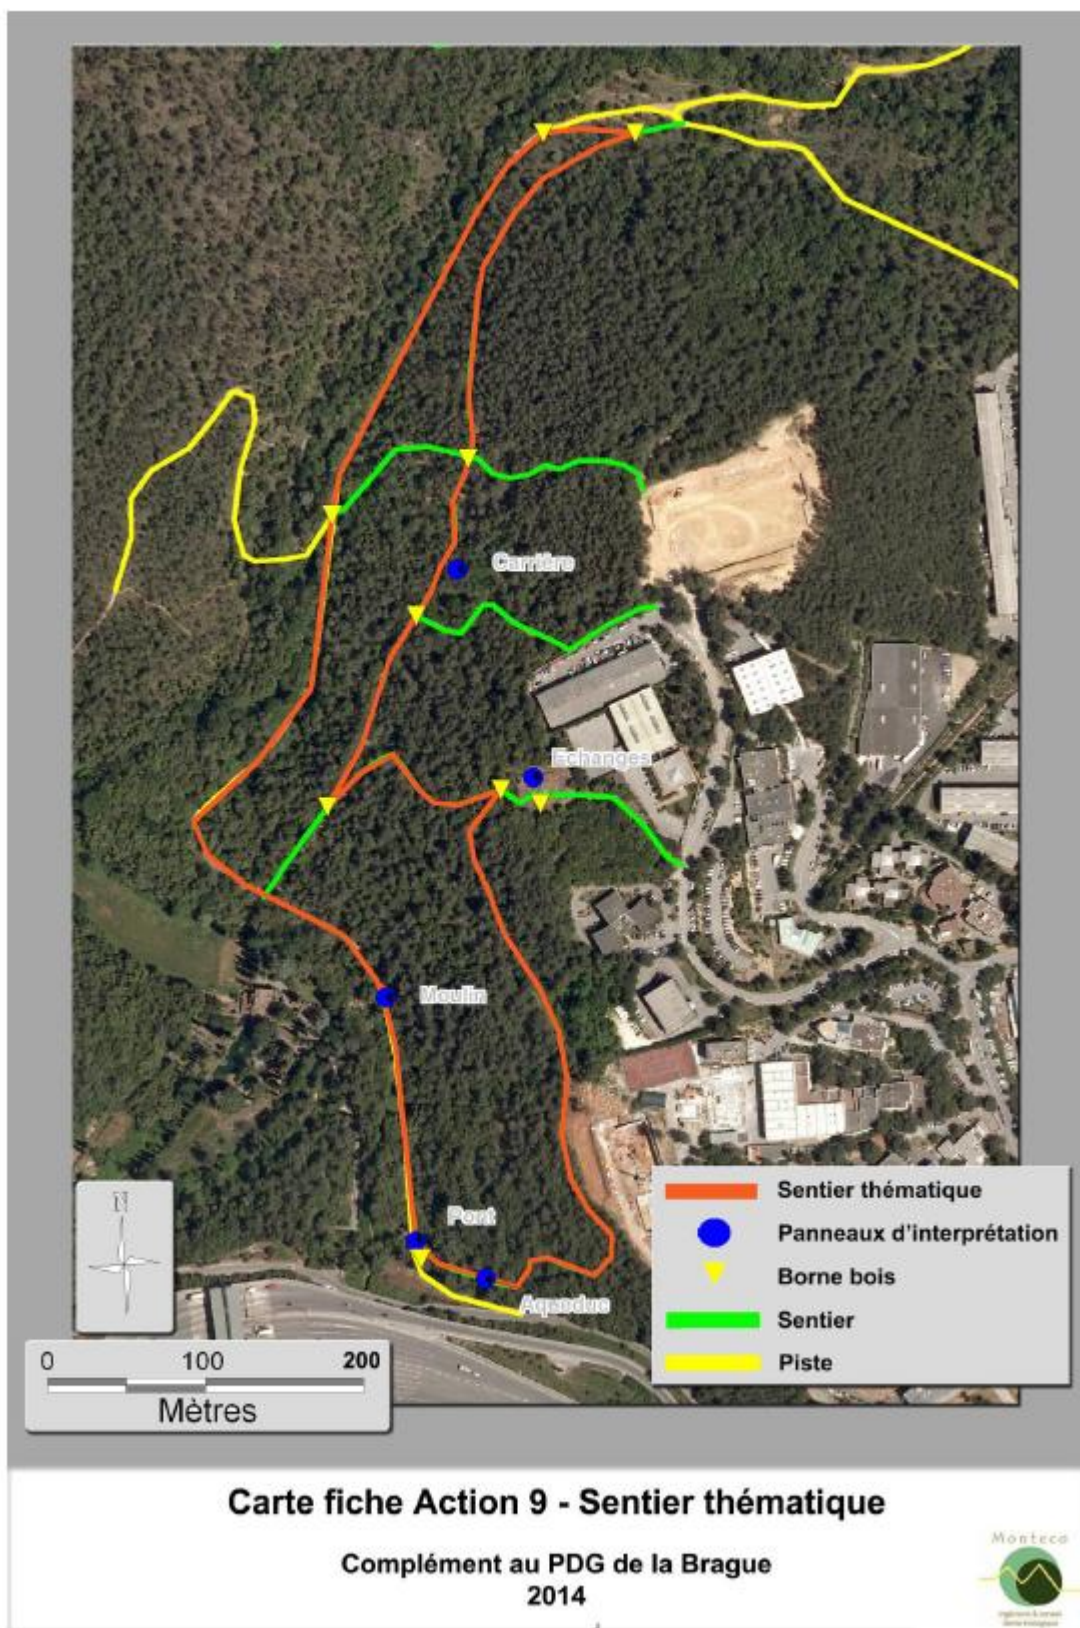 Carrière
Echanges
Moulin
Pont
Aqueduc
N
0 100 200
Mètres
Sentier thématique
Panneaux d'interprétation
Borne bois
Sentier
Piste
Carte fiche Action 9 - Sentier thématique
Complément au PDG de la Brague
2014
Monteco